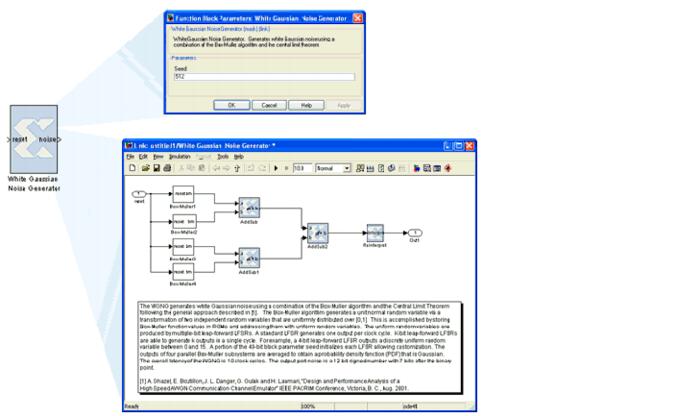 Function Block Parameters: White Gaussian Noise Generator
White Gaussian Noise Generator (mask) (link)
White Gaussian Noise Generator. Generates white Gaussian noise using a
combination of the Box-Muller algorithm and the central limit theorem
Parameters
Seed
512
OK Cancel Help Apply
reset noise
White Gaussian
Noise Generator
Link: untitled1/White Gaussian Noise Generator *
File Edit View Simulation Format Tools Help
Normal
1
reset
Box-Muller1
Box-Muller2
Box-Muller3
Box-Muller4
AddSub
AddSub1
AddSub2
Reinterpret
1
Out1
The WGNG generates white Gaussian noise using a combination of the Box-Muller algorithm and the Central Limit Theorem
following the general approach described in [1]. The Box-Muller algorithm generates a unit normal random variable via a
transformation of two independent random variables that are uniformly distributed over [0,1]. This is accomplished by storing
Box-Muller function values in ROMs and addressing them with uniform random variables. The uniform random variables are
produced by multiple-bit leap-forward LFSRs. A standard LFSR generates one output per clock cycle. K-bit leap-forward LFSRs
are able to generate k outputs in a single cycle. For example, a 4-bit leap-forward LFSR outputs a discrete uniform random
variable between 0 and 15. A portion of the 48-bit block parameter seed initializes each LFSR allowing customization. The
outputs of four parallel Box-Muller subsystems are averaged to obtain a probability density function (PDF) that is Gaussian.
The overall latency of the WGNG is 10 clock cycles. The output port noise is a 12 bit signed number with 7 bits after the binary
point.
[1] A. Ghazel, E. Boutillon, J. L. Danger, G. Gulak and H. Laamari, "Design and Performance Analysis of a
High Speed AWGN Communication Channel Emulator" IEEE PACRIM Conference, Victoria, B. C., Aug. 2001.
Ready 100% ode45